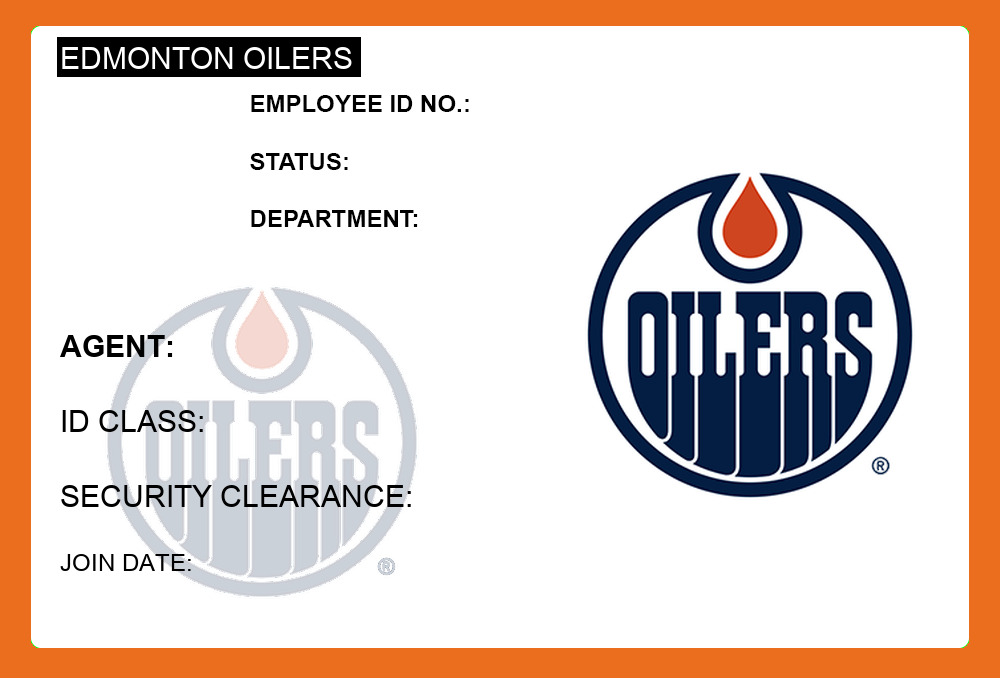 EDMONTON OILERS
EMPLOYEE ID NO.:
STATUS:
DEPARTMENT:
OILERS
®
AGENT:
ID CLASS:
OILERS
SECURITY CLEARANCE:
JOIN DATE:
®